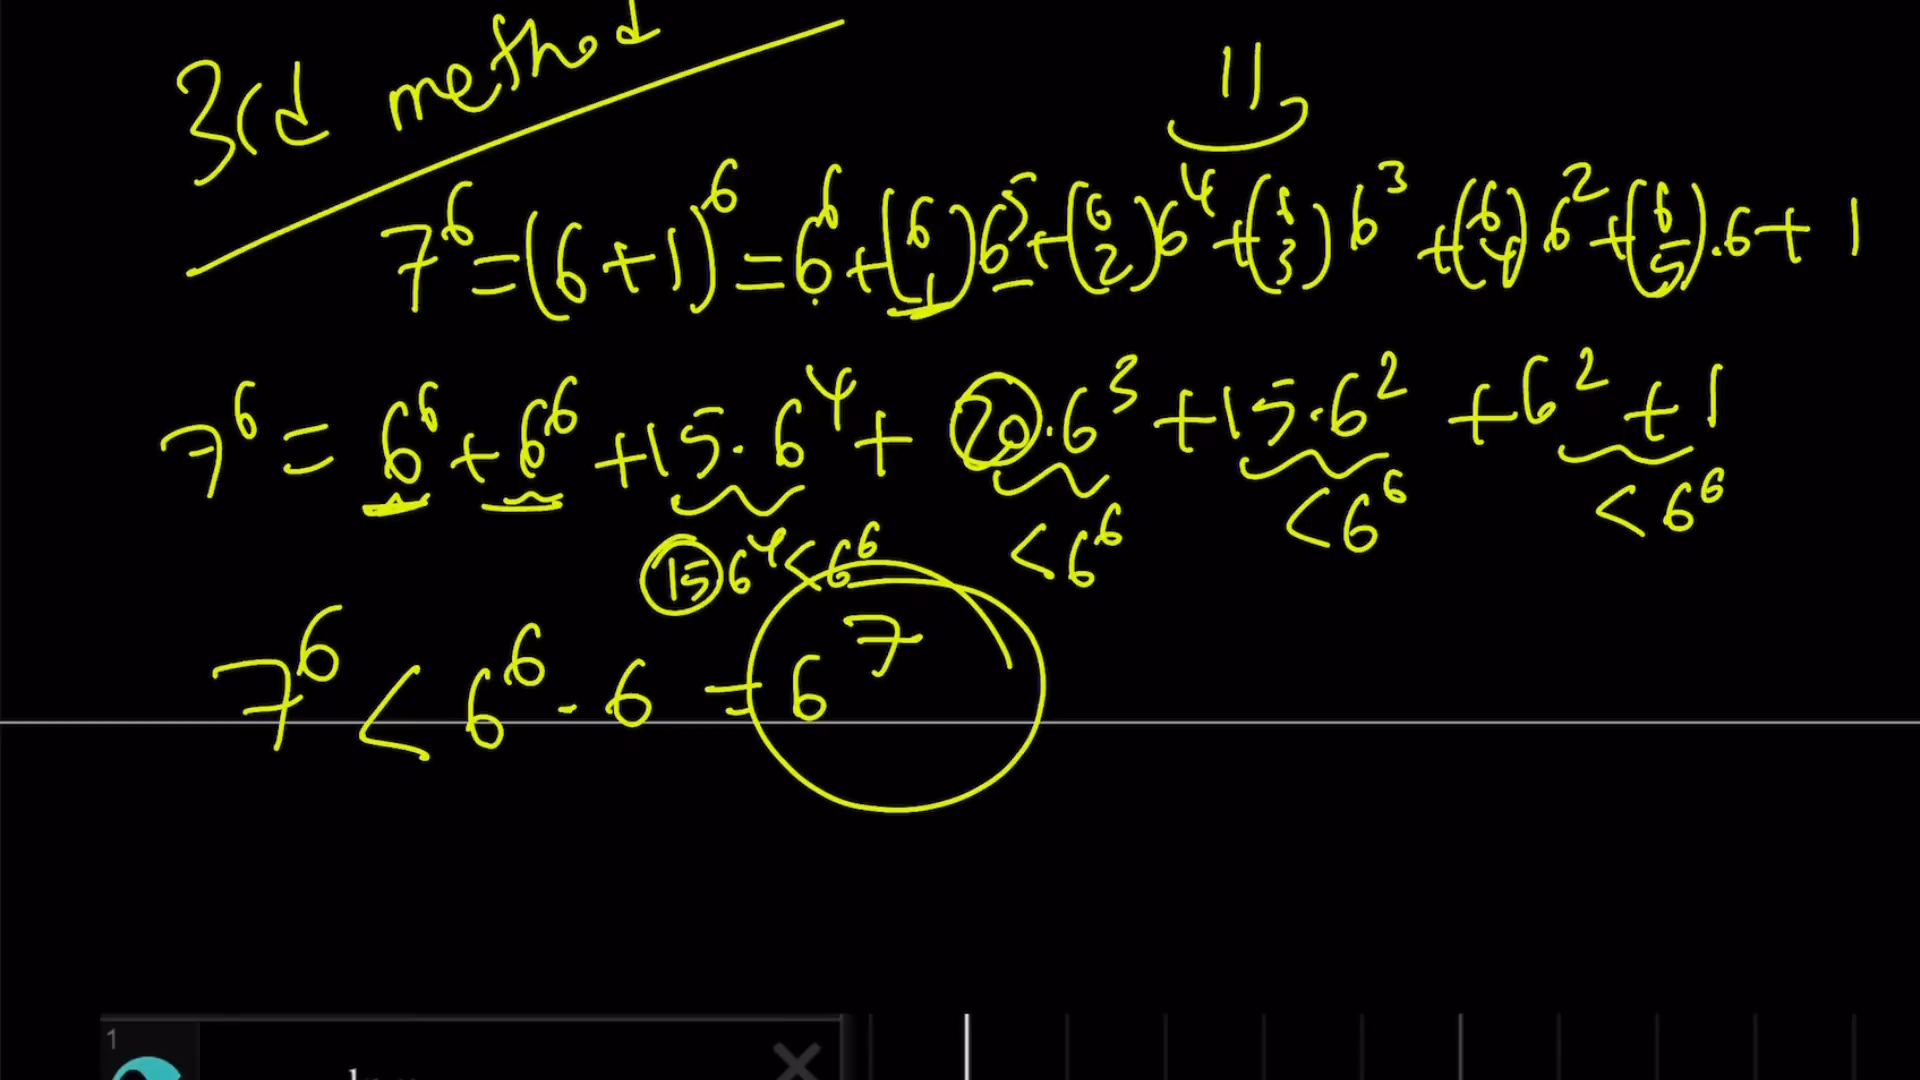 3rd method
11
7^6 = (6+1)^6 = 6^6 + (6 1)6^5 + (6 2)6^4 + (6 3)6^3 + (6 4)6^2 + (6 5).6 + 1
7^6 = 6^6 + 6^6 + 15.6^4 + 20.6^3 + 15.6^2 + 6^2 + 1
15 6^4 < 6^6 < 6^6 < 6^6 < 6^6
7^6 < 6^6 . 6 = 6^7
1